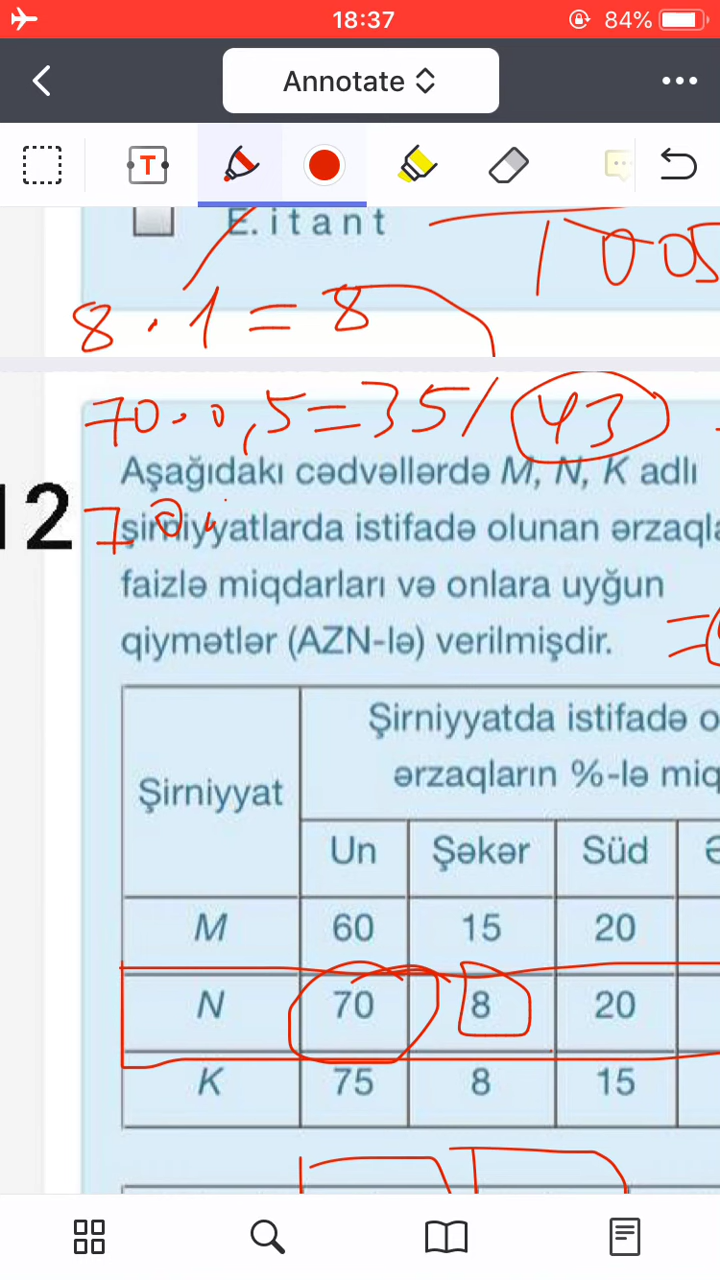 18:37
84%
Annotate
T
E. itant
1005
8 · 1 = 8
70 · 0,5 = 35 / 43
12
Aşağıdakı cədvəllərdə M, N, K adlı
şirniyyatlarda istifadə olunan ərzaqla
70
faizlə miqdarları və onlara uyğun
qiymətlər (AZN-lə) verilmişdir.
=
Şirniyyatda istifadə o
ərzaqların %-lə miq
Şirniyyat
Un Şəkər Süd Ə
M 60 15 20
N 70 8 20
K 75 8 15